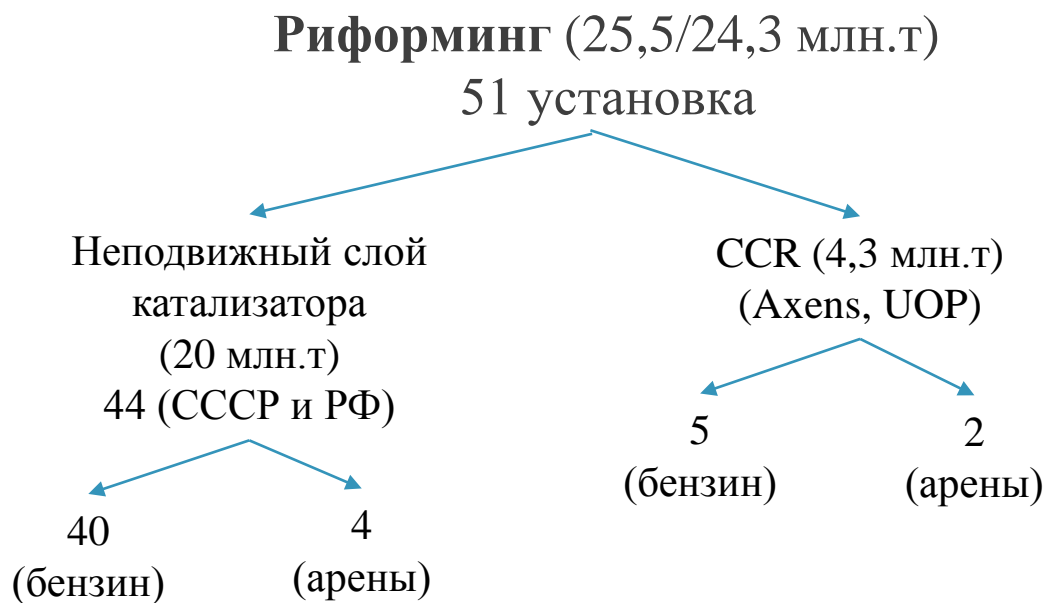 Риформинг (25,5/24,3 млн.т)
51 установка
Неподвижный слой
катализатора
(20 млн.т)
44 (СССР и РФ)
CCR (4,3 млн.т)
(Axens, UOP)
40
(бензин)
4
(арены)
5
(бензин)
2
(арены)